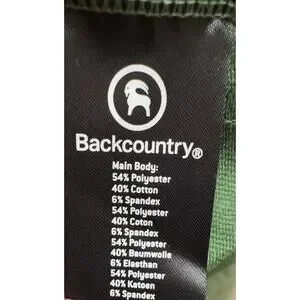 Backcountry®
Main Body:
54% Polyester
40% Cotton
6% Spandex
54% Polyester
40% Coton
6% Spandex
54% Polyester
40% Baumwolle
6% Elasthan
54% Polyester
40% Katoen
6% Spandex